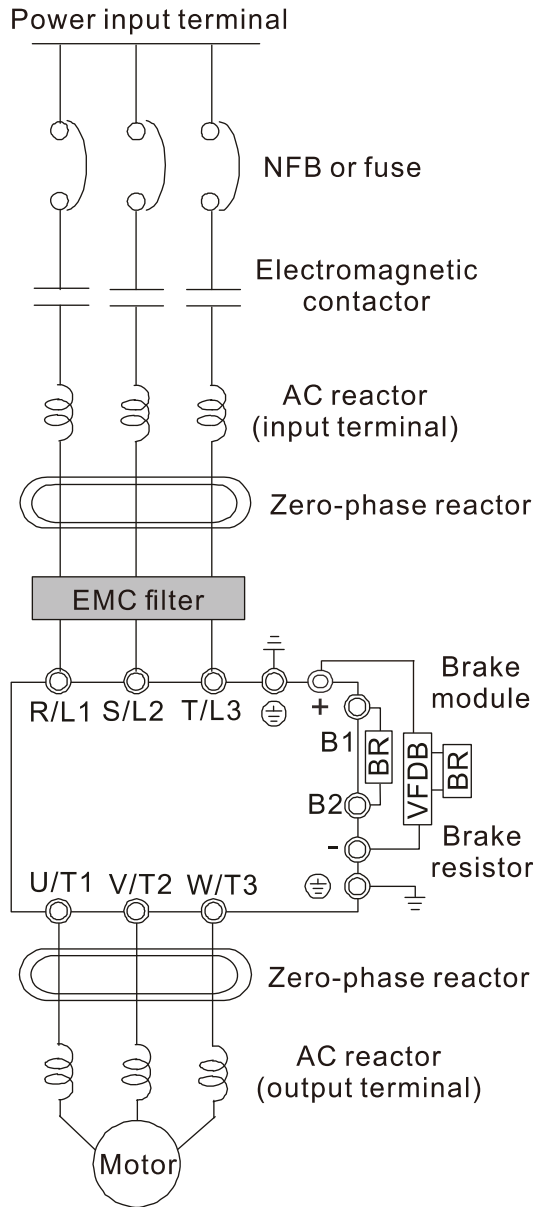 Power input terminal
NFB or fuse
Electromagnetic
contactor
AC reactor
(input terminal)
Zero-phase reactor
EMC filter
R/L1 S/L2 T/L3
+
Brake
module
B1
BR
VFDB
BR
B2
-
Brake
resistor
U/T1 V/T2 W/T3
Zero-phase reactor
AC reactor
(output terminal)
Motor